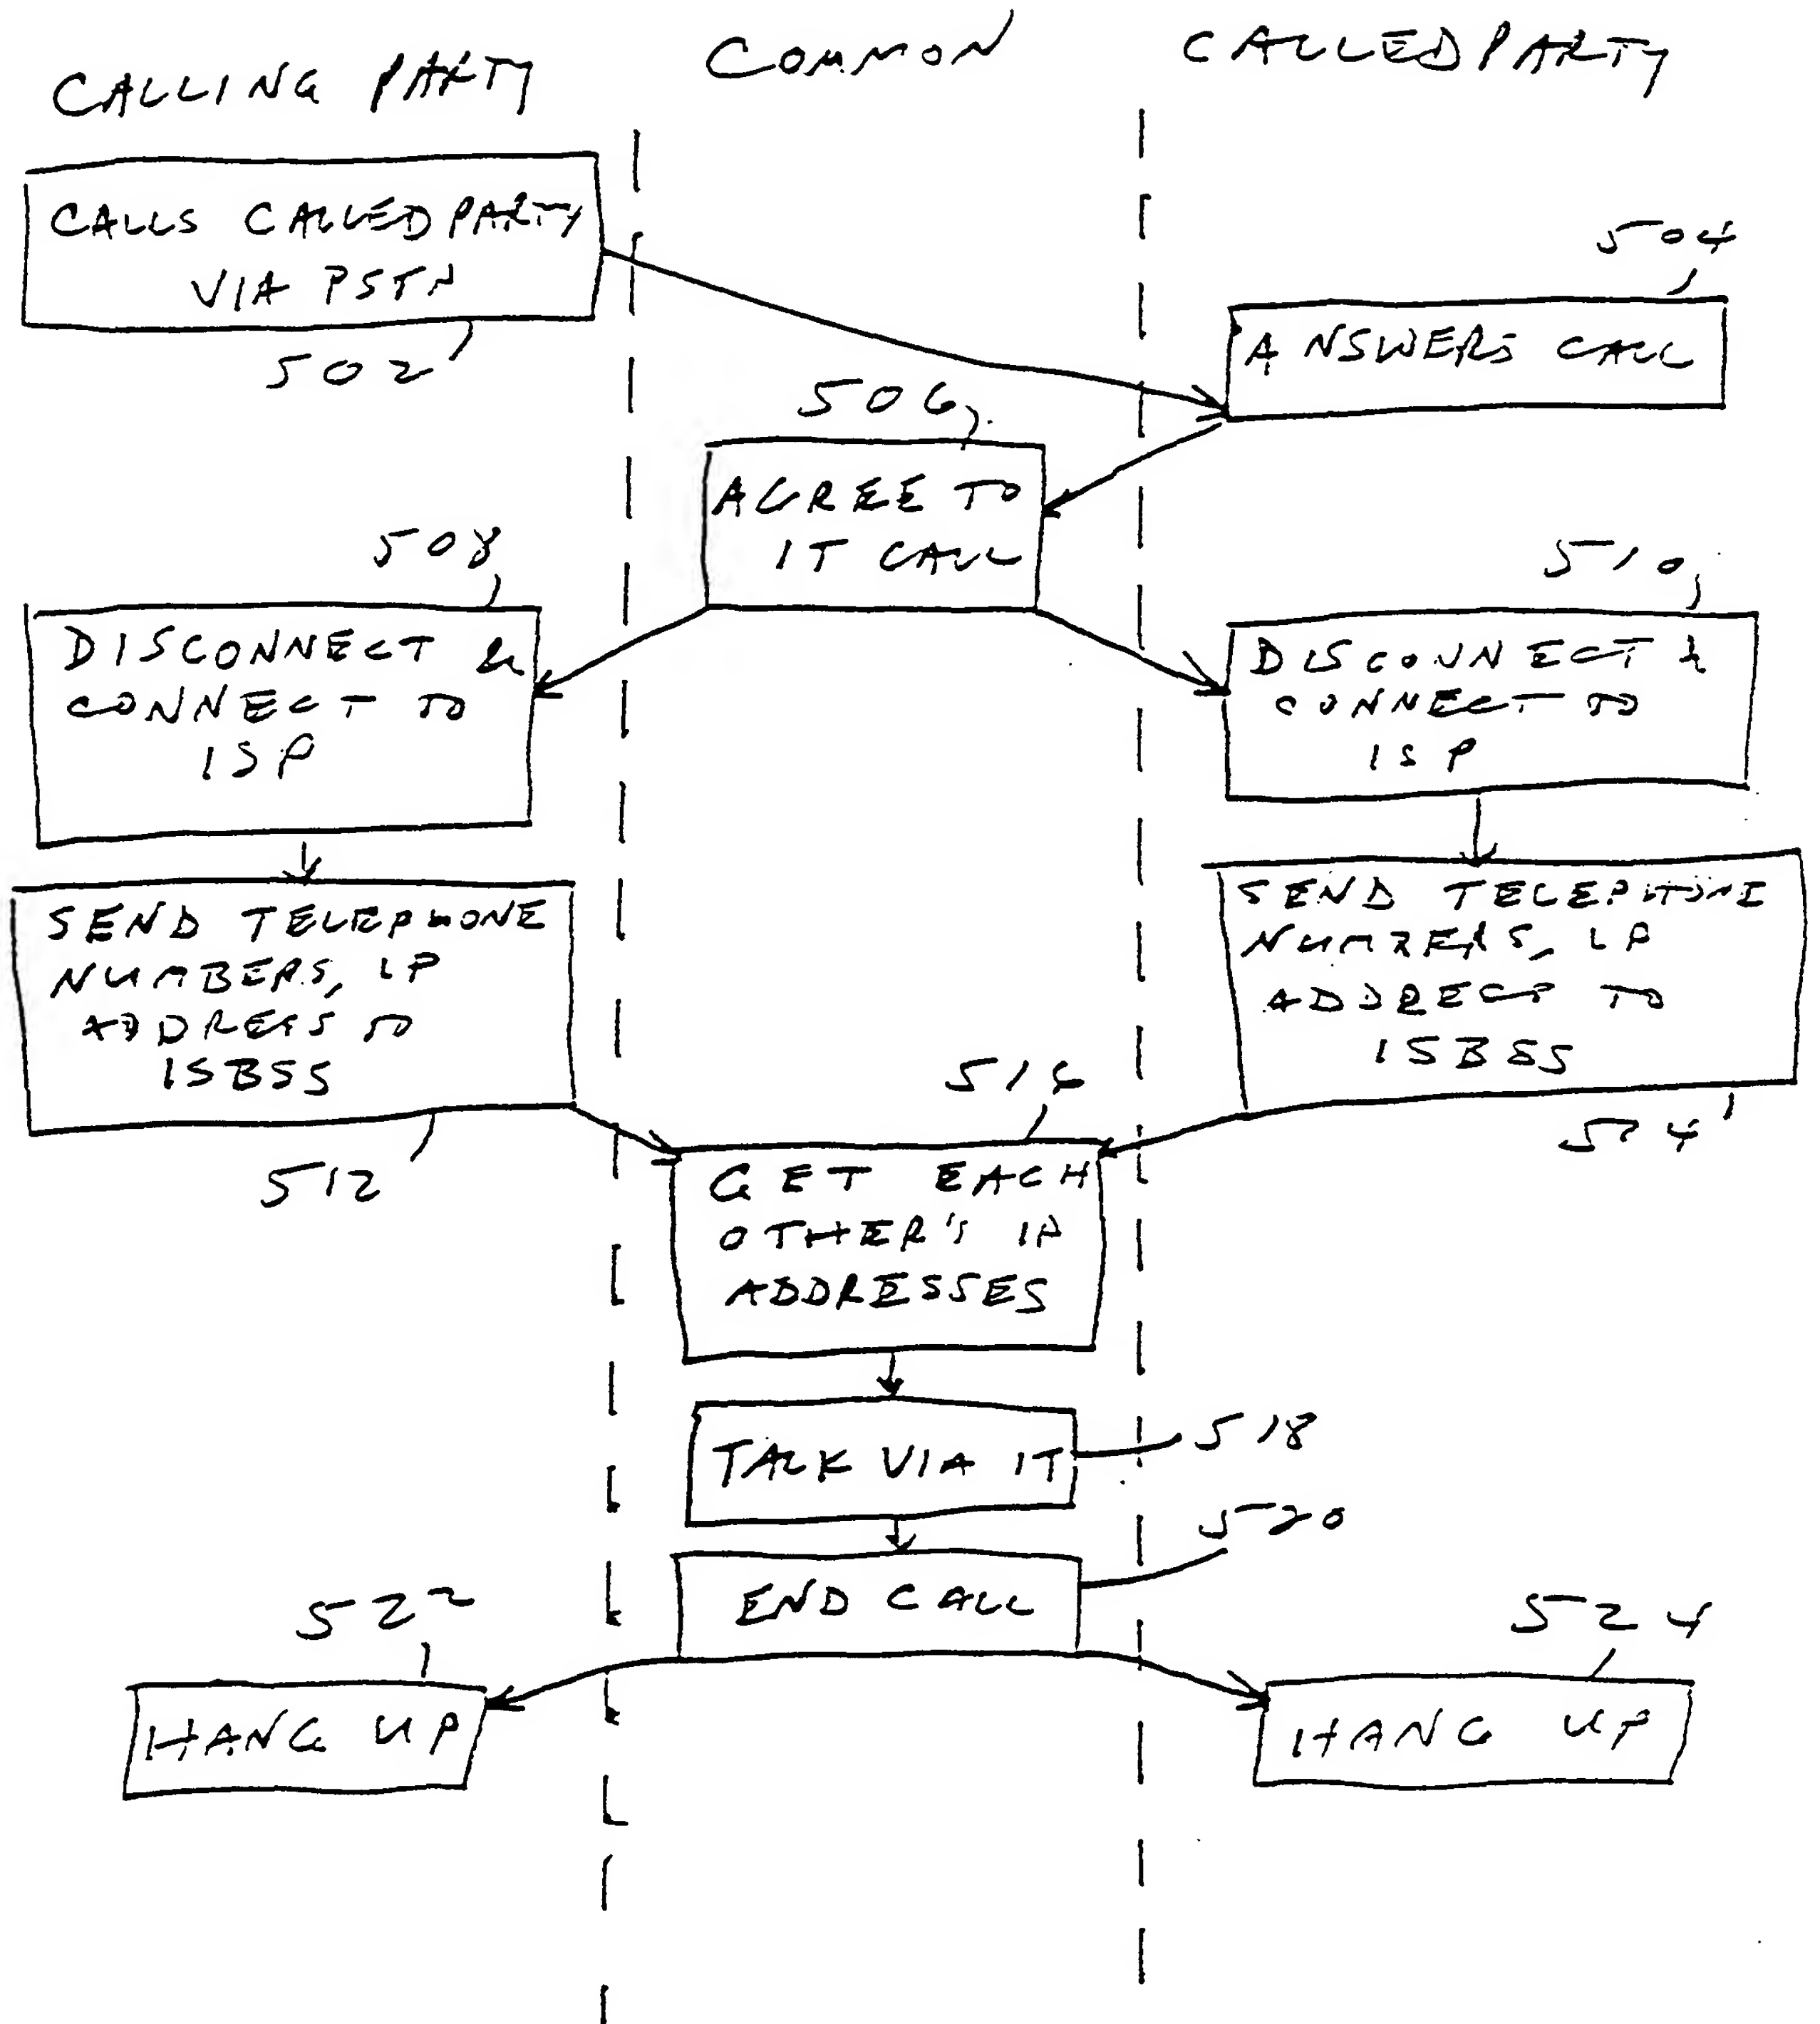 CALLING PARTY
COMMON
CALLED PARTY
CALLS CALLED PARTY
VIA PSTN
502
504
ANSWERS CALL
506
AGREE TO
IT CALL
508
DISCONNECT &
CONNECT TO
ISP
510
DISCONNECT &
CONNECT TO
ISP
SEND TELEPHONE
NUMBERS, IP
ADDRESS TO
ISBSS
512
SEND TELEPHONE
NUMBERS, IP
ADDRESS TO
ISBSS
514
516
GET EACH
OTHER'S IP
ADDRESSES
TALK VIA IT
518
END CALL
520
522
HANG UP
524
HANG UP